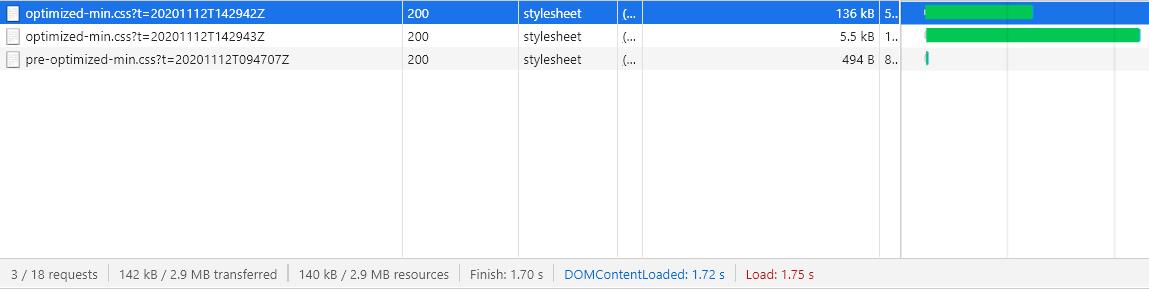 optimized-min.css?t=20201112T142942Z 200 stylesheet (... 136 kB 5..
optimized-min.css?t=20201112T142943Z 200 stylesheet (... 5.5 kB 1..
pre-optimized-min.css?t=20201112T094707Z 200 stylesheet (... 494 B 8..
3 / 18 requests 142 kB / 2.9 MB transferred 140 kB / 2.9 MB resources Finish: 1.70 s DOMContentLoaded: 1.72 s Load: 1.75 s